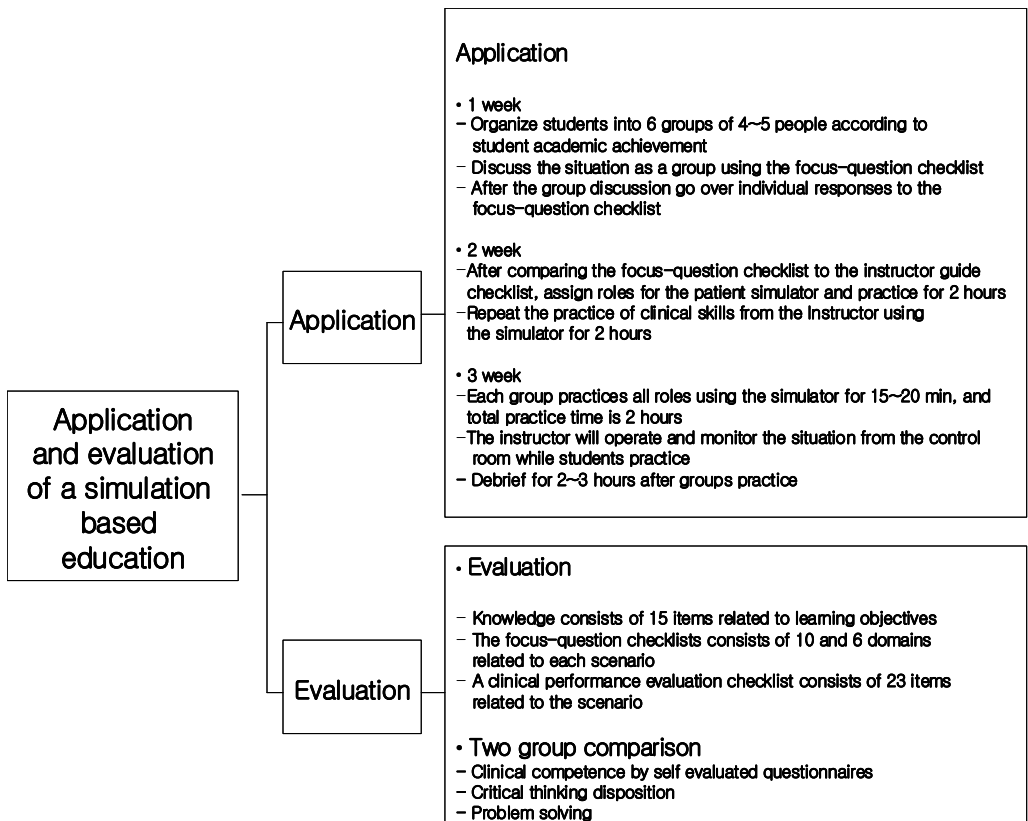 Application
and evaluation
of a simulation
based
education
Application
Application
• 1 week
- Organize students into 6 groups of 4~5 people according to
student academic achievement
- Discuss the situation as a group using the focus-question checklist
- After the group discussion go over individual responses to the
focus-question checklist
• 2 week
-After comparing the focus-question checklist to the instructor guide
checklist, assign roles for the patient simulator and practice for 2 hours
-Repeat the practice of clinical skills from the Instructor using
the simulator for 2 hours
• 3 week
-Each group practices all roles using the simulator for 15~20 min, and
total practice time is 2 hours
-The instructor will operate and monitor the situation from the control
room while students practice
- Debrief for 2~3 hours after groups practice
Evaluation
• Evaluation
- Knowledge consists of 15 items related to learning objectives
- The focus-question checklists consists of 10 and 6 domains
related to each scenario
- A clinical performance evaluation checklist consists of 23 items
related to the scenario
• Two group comparison
- Clinical competence by self evaluated questionnaires
- Critical thinking disposition
- Problem solving